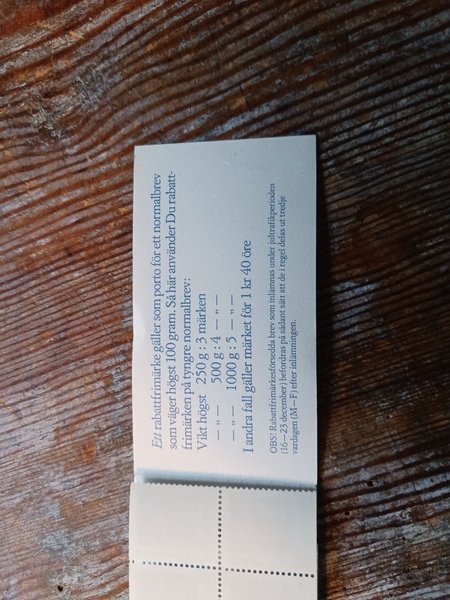 Ett rabattfrimärke gäller som porto för ett normalbrev
som väger högst 100 gram. Så här använder Du rabatt-
frimärken på tyngre normalbrev:
Vikt högst 250 g : 3 märken
— „ — 500 g : 4 — „ —
— „ — 1000 g : 5 — „ —
I andra fall gäller märket för 1 kr 40 öre
OBS! Rabattfrimärkesförsedda brev som inlämnas under jultrafikperioden
(16 – 23 december) befordras på sådant sätt att de i regel delas ut tredje
vardagen (M – F) efter inlämningen.